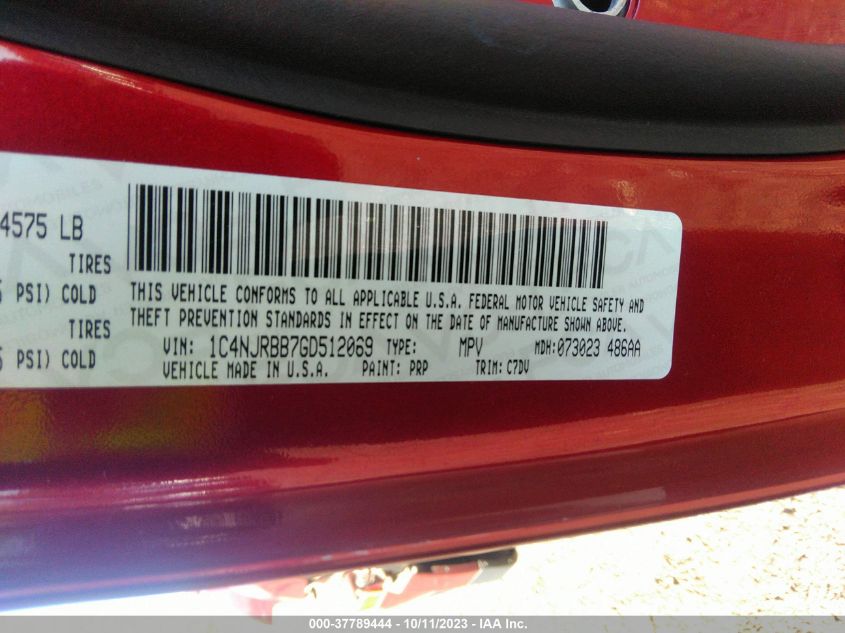 4575 LB
TIRES
PSI) COLD
TIRES
PSI) COLD
THIS VEHICLE CONFORMS TO ALL APPLICABLE U.S.A. FEDERAL MOTOR VEHICLE SAFETY AND
THEFT PREVENTION STANDARDS IN EFFECT ON THE DATE OF MANUFACTURE SHOWN ABOVE.
VIN: 1C4NJRBB7GD512069 TYPE: MPV MDH:073023 486AA
VEHICLE MADE IN U.S.A. PAINT: PRP TRIM: C7DV
000-37789444 - 10/11/2023 - IAA Inc.